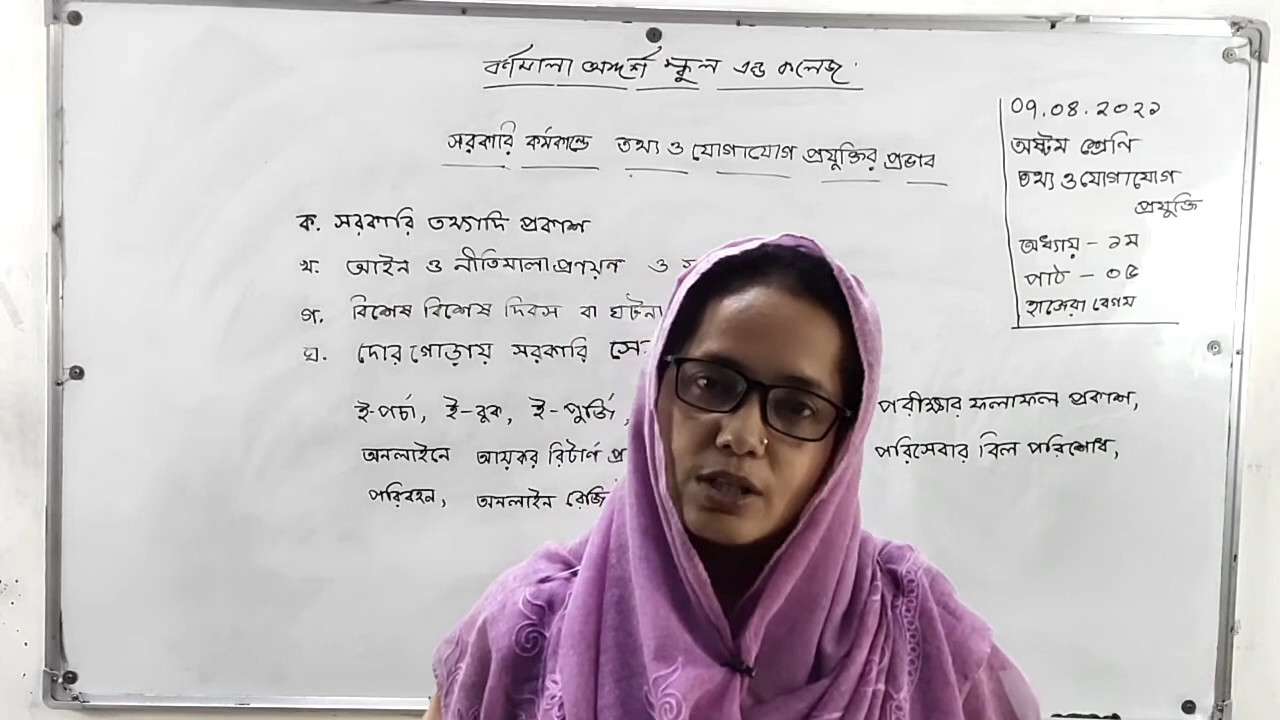 বর্ণমালা আদর্শ স্কুল এন্ড কলেজ
সরকারি কর্মকান্ডে তথ্য ও যোগাযোগ প্রযুক্তির প্রভাব
০৭.০৮.২০২১
অষ্টম শ্রেণি
তথ্য ও যোগাযোগ
প্রযুক্তি
অধ্যায় - ১ম
পাঠ - ০৫
হাজেরা বেগম
ক. সরকারি তথ্যাদি প্রকাশ
খ. আইন ও নীতিমালা প্রণয়ন ও
গ. বিশেষ বিশেষ দিবস বা ঘটনা
ঘ. দোরগোড়ায় সরকারি
ই-পর্চা, ই-বুক, ই-পুর্জি, পরীক্ষার ফলাফল প্রকাশ,
অনলাইনে আয়কর রিটার্ণ পরিসেবার বিল পরিশোধ,
পরিবহন, অনলাইন